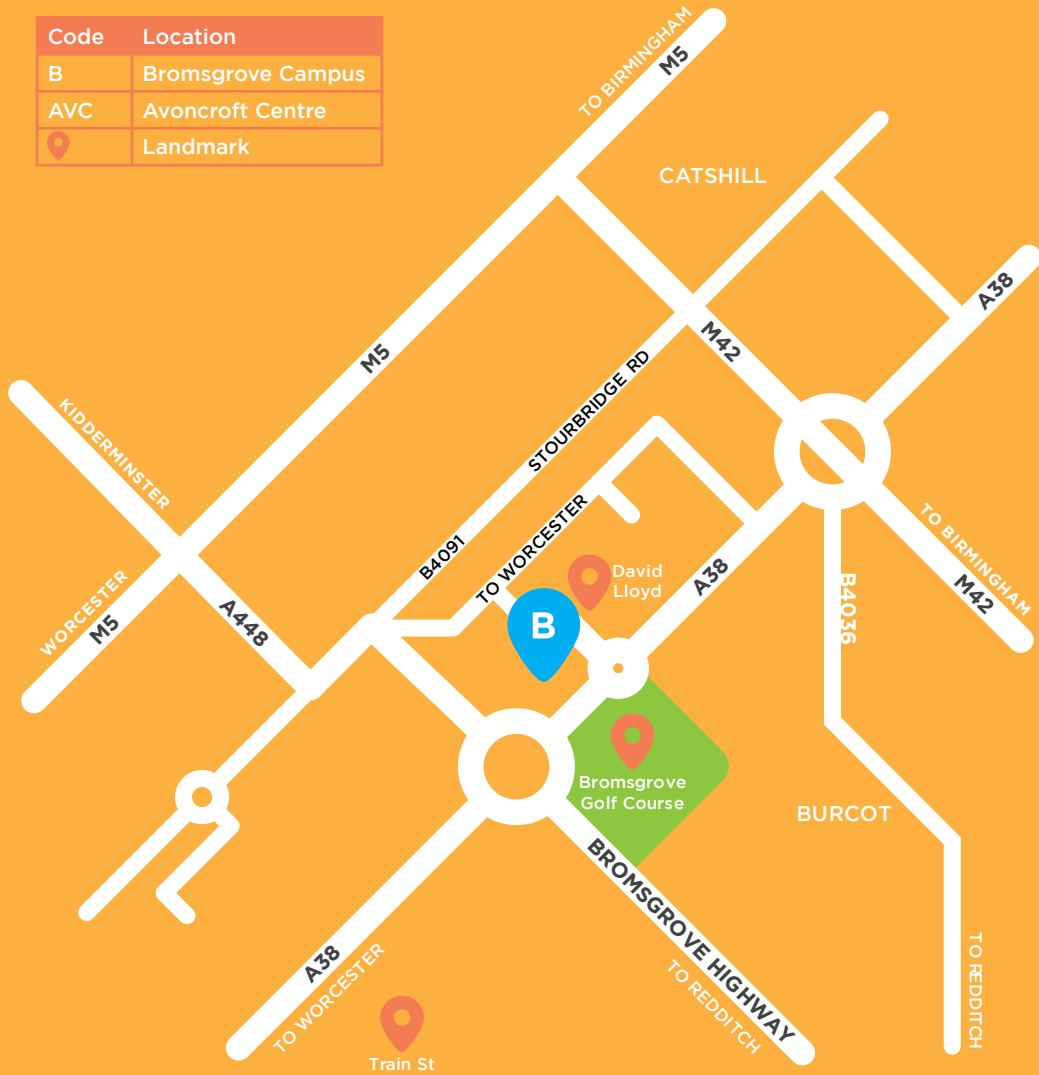 Code Location
B Bromsgrove Campus
AVC Avoncroft Centre
Landmark
TO BIRMINGHAM
M5
CATSHILL
A38
M42
M5
STOURBRIDGE RD
KIDDERMINSTER
TO WORCESTER
TO BIRMINGHAM
M42
B4091
David
Lloyd
A38
B4036
WORCESTER
M5
A448
B
Bromsgrove
Golf Course
BURCOT
BROMSGROVE HIGHWAY
TO REDDITCH
A38
TO WORCESTER
TO REDDITCH
Train St